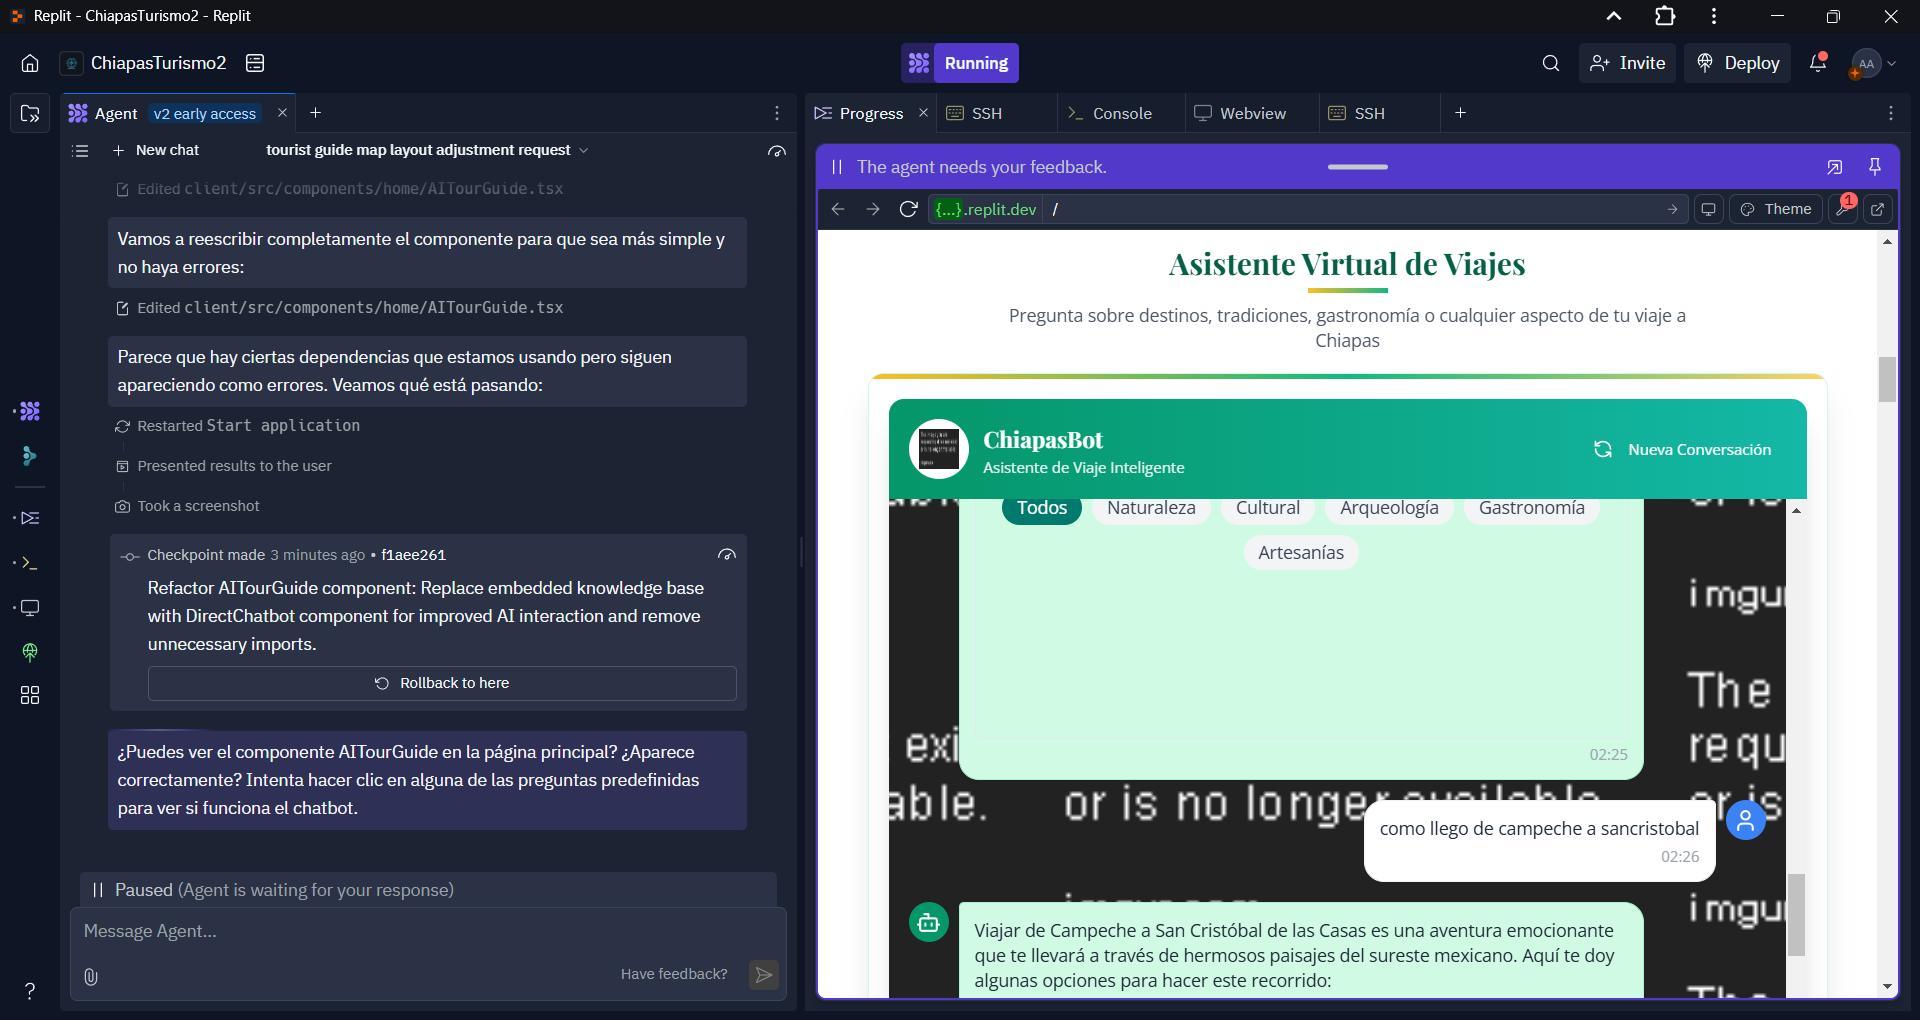 Replit - ChiapasTurismo2 - Replit
ChiapasTurismo2
Running
Invite
Deploy
AA
Agent
v2 early access
New chat
tourist guide map layout adjustment request
Edited client/src/components/home/AITourGuide.tsx
Vamos a reescribir completamente el componente para que sea más simple y
no haya errores:
Edited client/src/components/home/AITourGuide.tsx
Parece que hay ciertas dependencias que estamos usando pero siguen
apareciendo como errores. Veamos qué está pasando:
Restarted Start application
Presented results to the user
Took a screenshot
Checkpoint made 3 minutes ago • f1aee261
Refactor AITourGuide component: Replace embedded knowledge base
with DirectChatbot component for improved AI interaction and remove
unnecessary imports.
Rollback to here
¿Puedes ver el componente AITourGuide en la página principal? ¿Aparece
correctamente? Intenta hacer clic en alguna de las preguntas predefinidas
para ver si funciona el chatbot.
Paused (Agent is waiting for your response)
Message Agent...
Have feedback?
?
Progress
SSH
Console
Webview
SSH
The agent needs your feedback.
{...}.replit.dev
/
Theme
1
Asistente Virtual de Viajes
Pregunta sobre destinos, tradiciones, gastronomía o cualquier aspecto de tu viaje a
Chiapas
ChiapasBot
Asistente de Viaje Inteligente
Nueva Conversación
Todos
Naturaleza
Cultural
Arqueología
Gastronomía
Artesanías
imgu
The
exi
requ
02:25
able.
or is no longer available.
or is
como llego de campeche a sancristobal
02:26
imgu
Viajar de Campeche a San Cristóbal de las Casas es una aventura emocionante
que te llevará a través de hermosos paisajes del sureste mexicano. Aquí te doy
algunas opciones para hacer este recorrido: